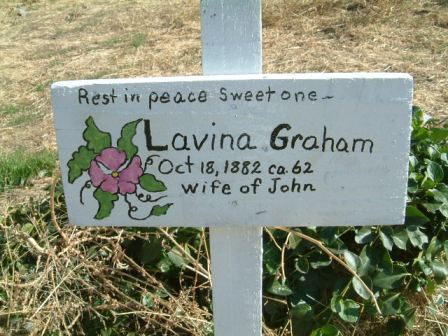 Rest in peace Sweet one~
Lavina Graham
Oct 18, 1882 ca. 62
wife of John